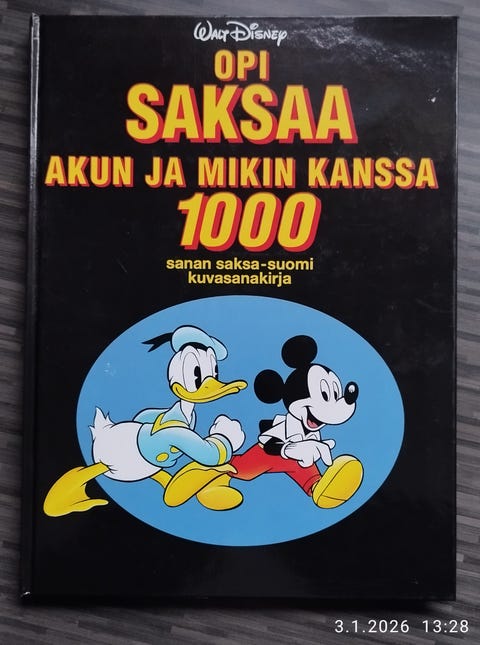 Walt Disney
OPI
SAKSAA
AKUN JA MIKIN KANSSA
1000
sanan saksa-suomi
kuvasanakirja
3.1.2026 13:28